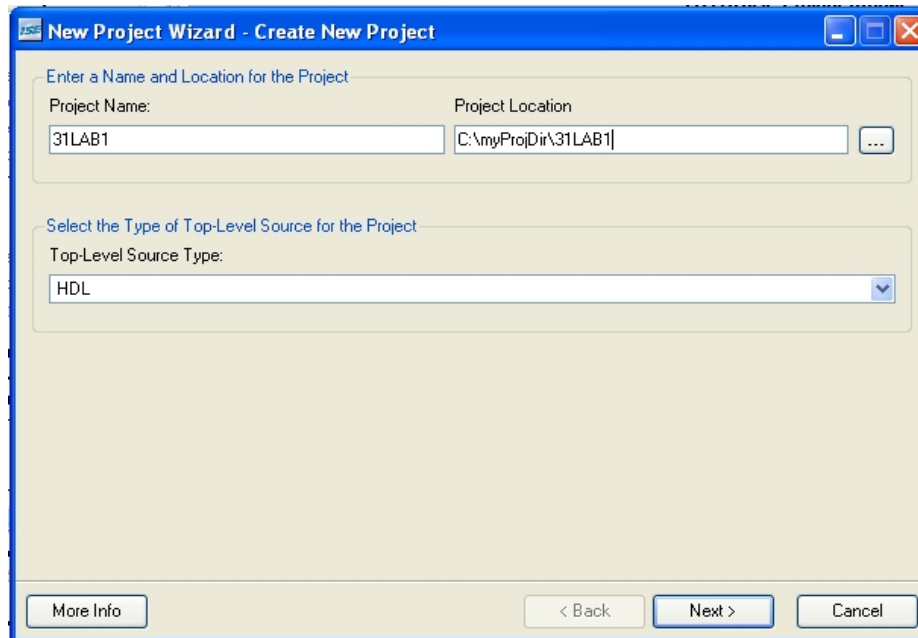 ISE New Project Wizard - Create New Project
Enter a Name and Location for the Project
Project Name:
Project Location
31LAB1
C:\myProjDir\31LAB1
...
Select the Type of Top-Level Source for the Project
Top-Level Source Type:
HDL
More Info
< Back
Next >
Cancel